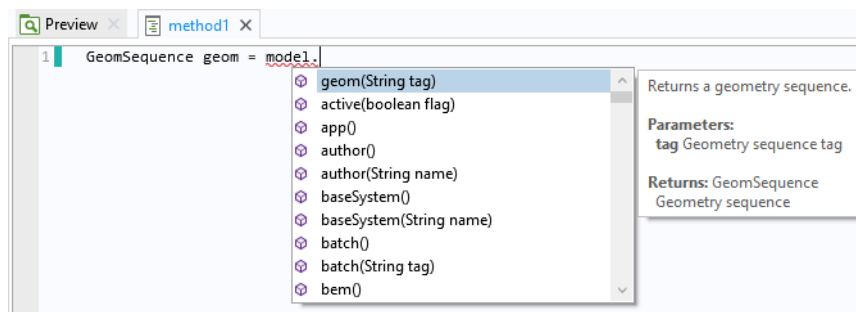 Preview method1
1 GeomSequence geom = model.
geom(String tag)
active(boolean flag)
app()
author()
author(String name)
baseSystem()
baseSystem(String name)
batch()
batch(String tag)
bem()
Returns a geometry sequence.
Parameters:
tag Geometry sequence tag
Returns: GeomSequence
Geometry sequence